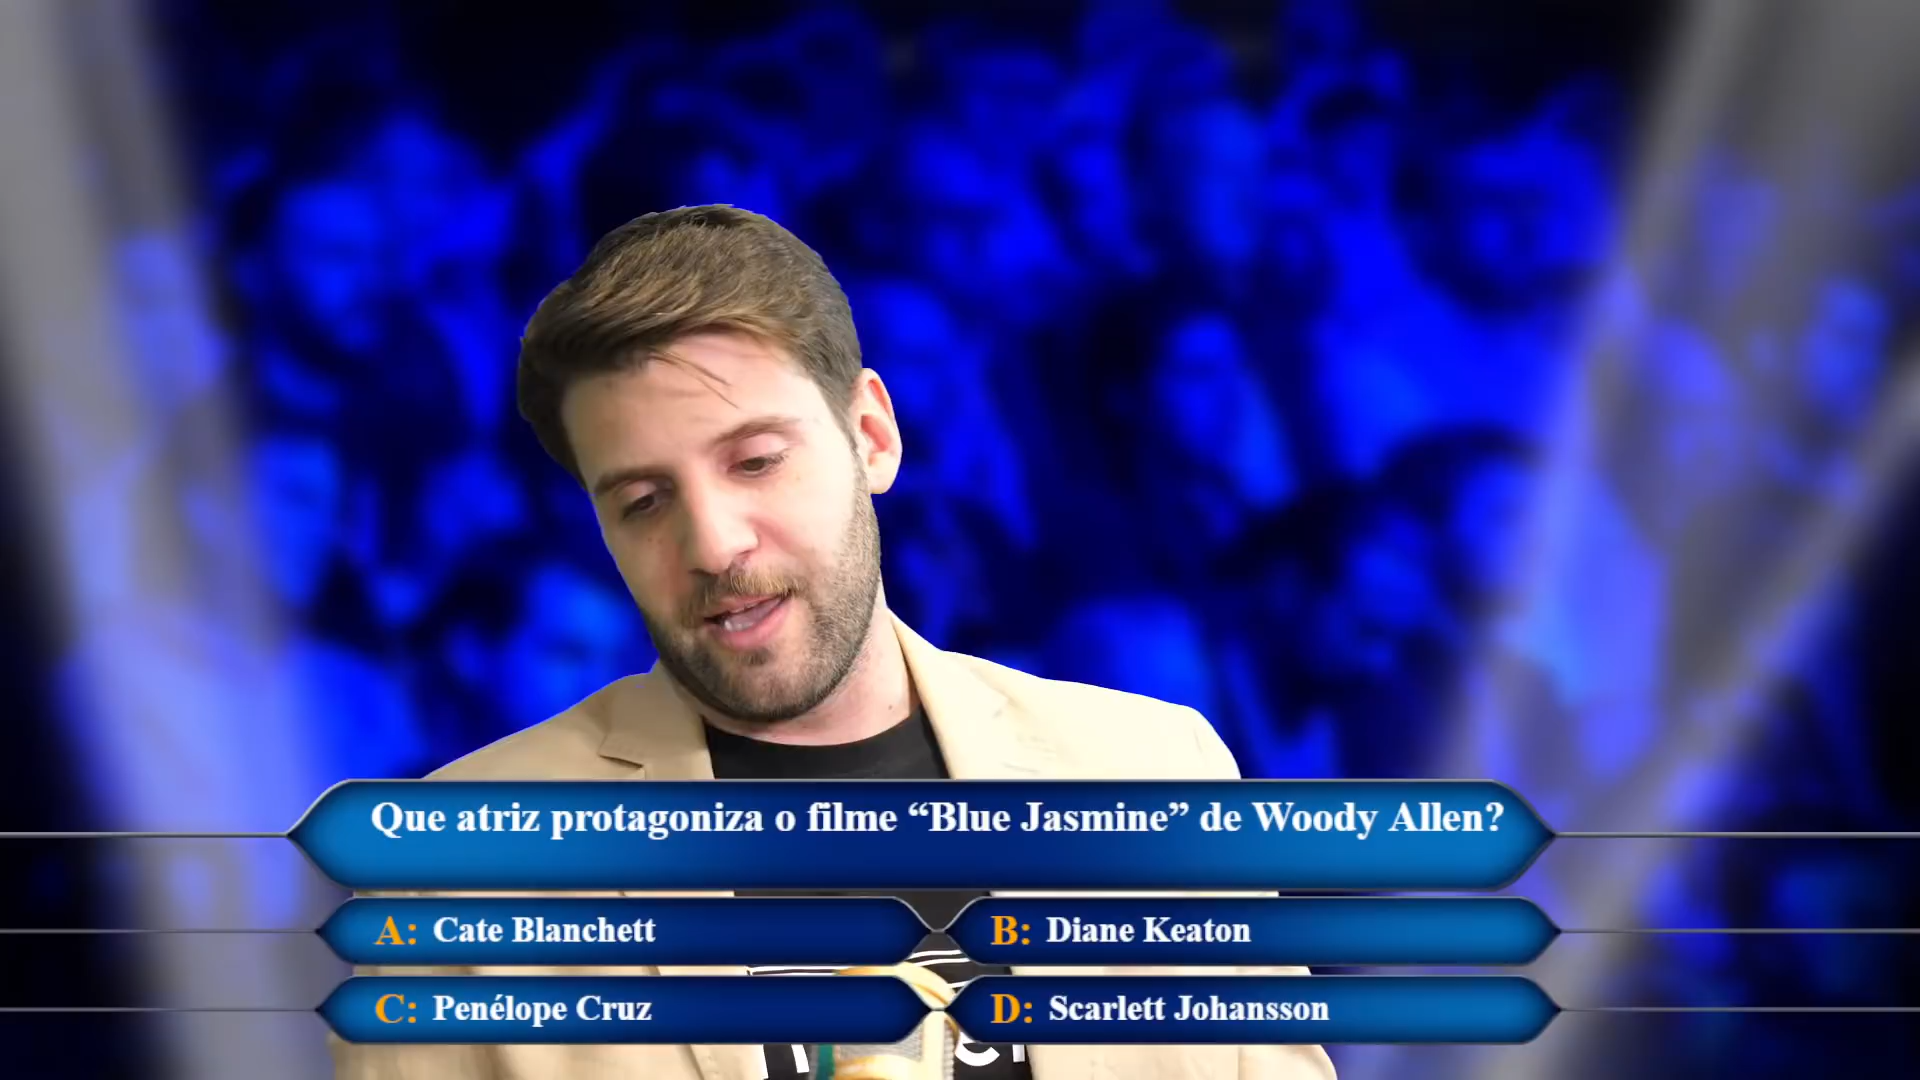 Que atriz protagoniza o filme “Blue Jasmine” de Woody Allen?
A: Cate Blanchett
B: Diane Keaton
C: Penélope Cruz
D: Scarlett Johansson